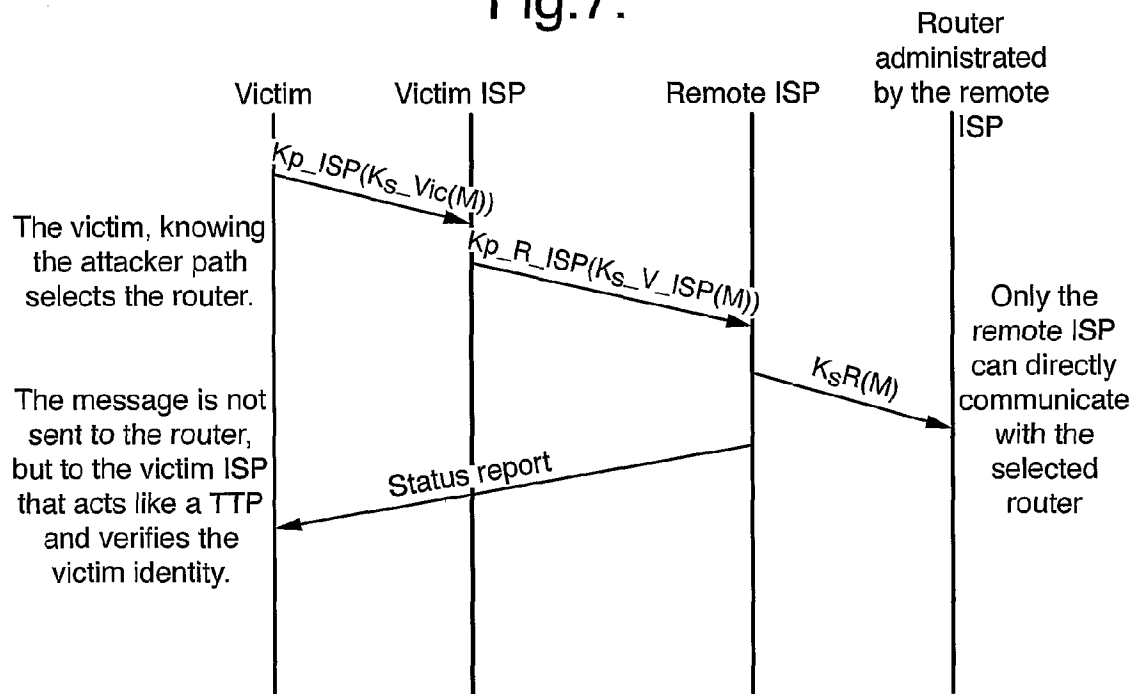 Fig.7.
Router
administrated
by the remote
ISP
Victim
Victim ISP
Remote ISP
Kp_ISP(Ks_Vic(M))
The victim, knowing
the attacker path
selects the router.
Kp_R_ISP(Ks_V_ISP(M))
Only the
remote ISP
can directly
communicate
with the
selected
router
KsR(M)
The message is not
sent to the router,
but to the victim ISP
that acts like a TTP
and verifies the
victim identity.
Status report